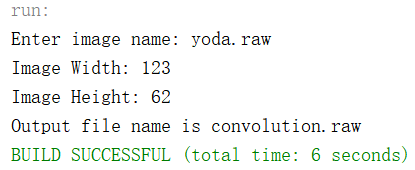 run:
Enter image name: yoda.raw
Image Width: 123
Image Height: 62
Output file name is convolution.raw
BUILD SUCCESSFUL (total time: 6 seconds)